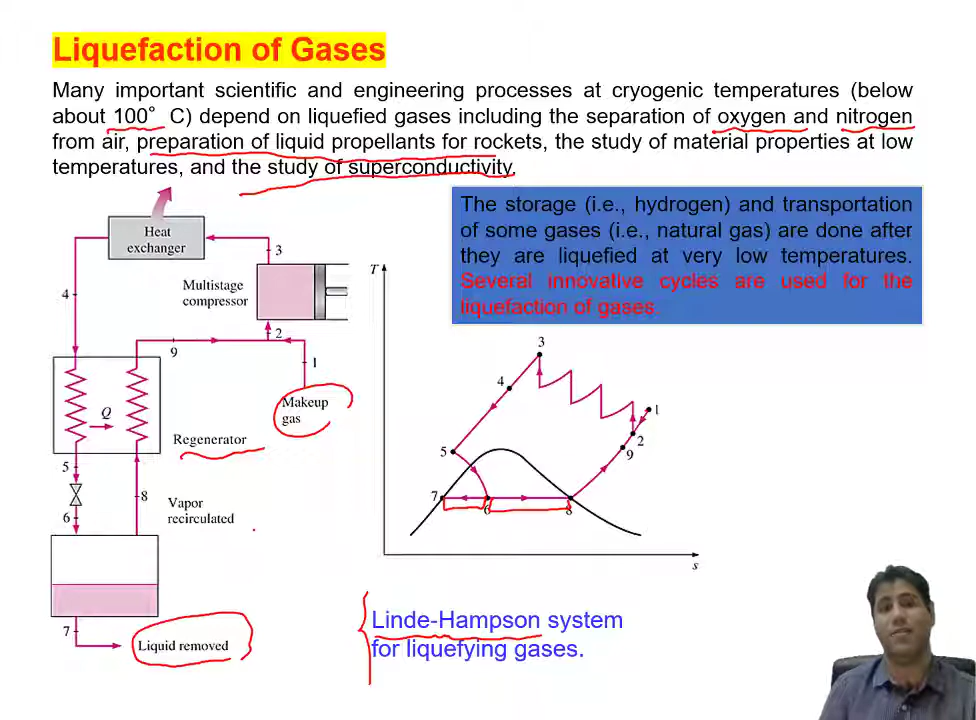 Liquefaction of Gases
Many important scientific and engineering processes at cryogenic temperatures (below
about 100° C) depend on liquefied gases including the separation of oxygen and nitrogen
from air, preparation of liquid propellants for rockets, the study of material properties at low
temperatures, and the study of superconductivity.
The storage (i.e., hydrogen) and transportation
of some gases (i.e., natural gas) are done after
they are liquefied at very low temperatures.
Several innovative cycles are used for the
liquefaction of gases.
Heat
exchanger
3
Multistage
compressor
4
2
9
1
Makeup
gas
Q
Regenerator
5
8
Vapor
recirculated
6
7
Liquid removed
T
3
4
1
2
9
5
7
6
8
s
Linde-Hampson system
for liquefying gases.